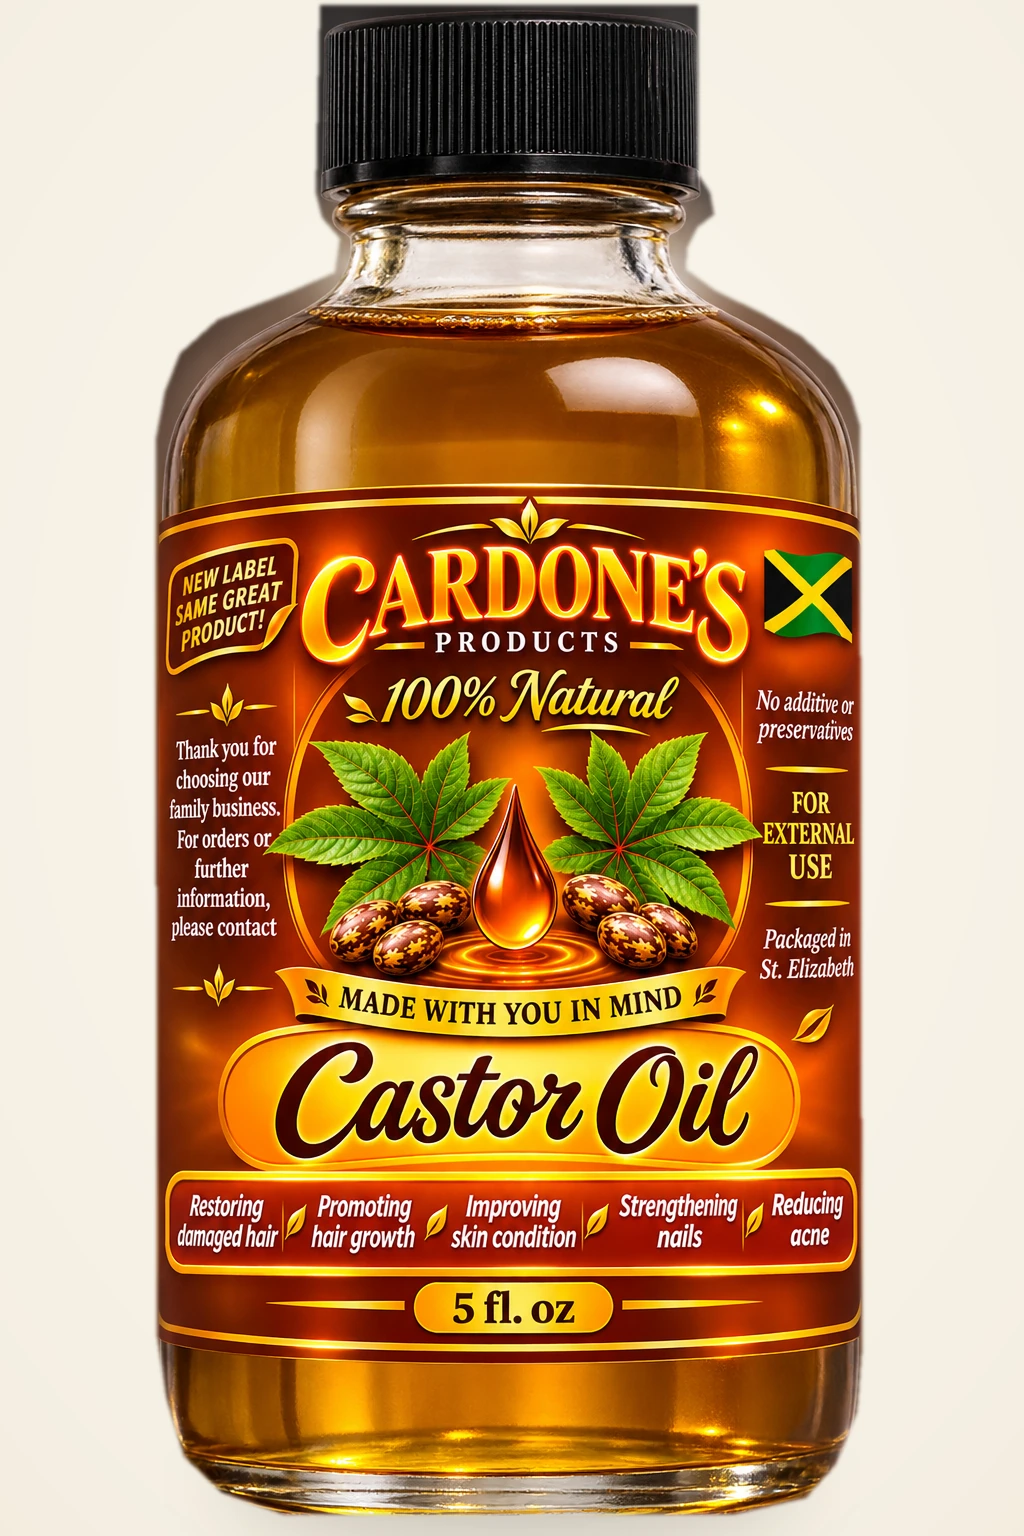 NEW LABEL
SAME GREAT
PRODUCT!
CARDONE'S
PRODUCTS
100% Natural
Thank you for
choosing our
family business.
For orders or
further
information,
please contact
No additive or
preservatives
FOR
EXTERNAL
USE
Packaged in
St. Elizabeth
MADE WITH YOU IN MIND
Castor Oil
Restoring
damaged hair
Promoting
hair growth
Improving
skin condition
Strengthening
nails
Reducing
acne
5 fl. oz